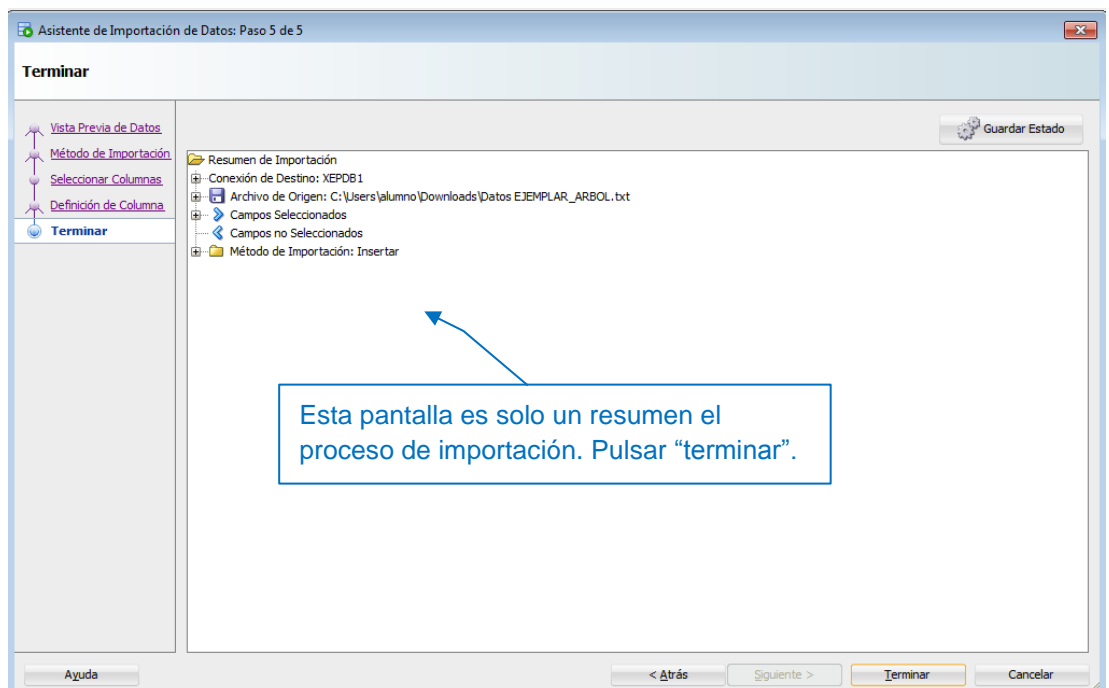 Asistente de Importación de Datos: Paso 5 de 5
Terminar
Vista Previa de Datos
Método de Importación
Seleccionar Columnas
Definición de Columna
Terminar
Guardar Estado
Resumen de Importación
Conexión de Destino: XEPDB1
Archivo de Origen: C:\Users\alumno\Downloads\Datos EJEMPLAR_ARBOL.txt
Campos Seleccionados
Campos no Seleccionados
Método de Importación: Insertar
Esta pantalla es solo un resumen el
proceso de importación. Pulsar “terminar”.
Ayuda
< Atrás
Siguiente >
Terminar
Cancelar